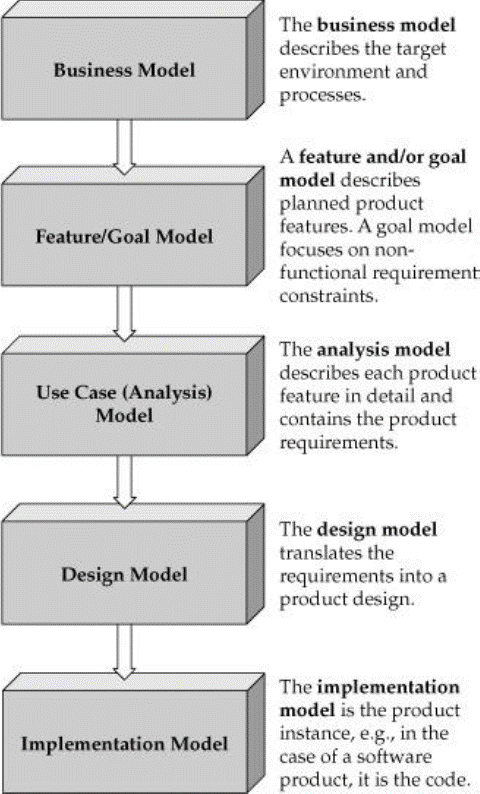 Business Model
The business model
describes the target
environment and
processes.
Feature/Goal Model
A feature and/or goal
model describes
planned product
features. A goal model
focuses on non-
functional requirement
constraints.
Use Case (Analysis)
Model
The analysis model
describes each product
feature in detail and
contains the product
requirements.
Design Model
The design model
translates the
requirements into a
product design.
Implementation Model
The implementation
model is the product
instance, e.g., in the
case of a software
product, it is the code.